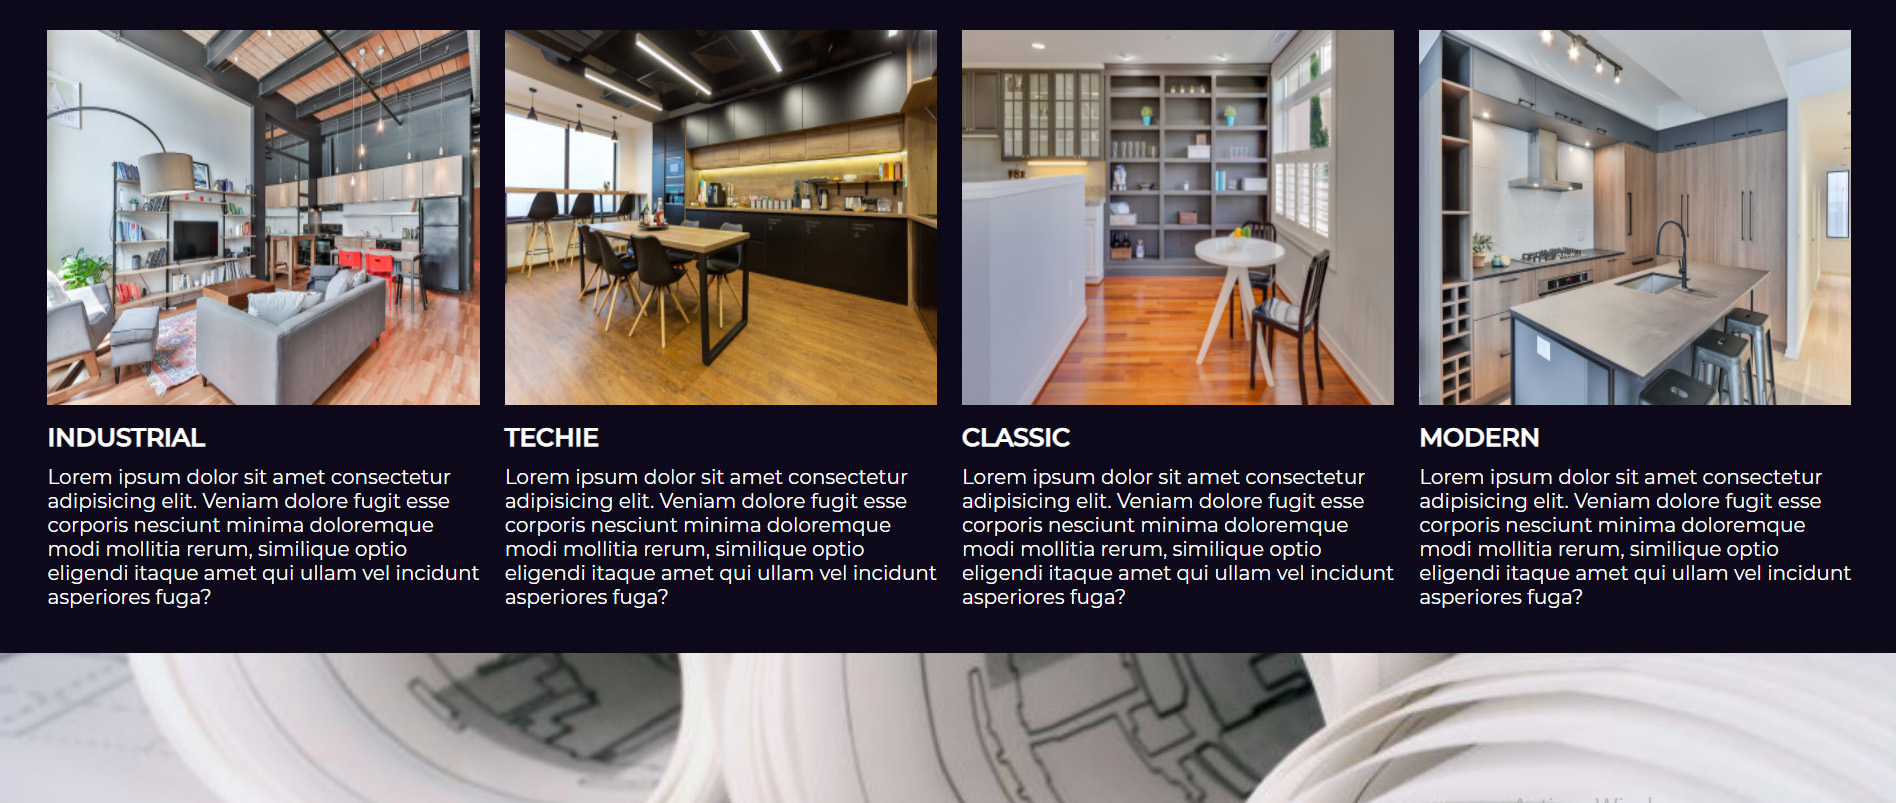 INDUSTRIAL
Lorem ipsum dolor sit amet consectetur
adipisicing elit. Veniam dolore fugit esse
corporis nesciunt minima doloremque
modi mollitia rerum, similique optio
eligendi itaque amet qui ullam vel incidunt
asperiores fuga?
TECHIE
Lorem ipsum dolor sit amet consectetur
adipisicing elit. Veniam dolore fugit esse
corporis nesciunt minima doloremque
modi mollitia rerum, similique optio
eligendi itaque amet qui ullam vel incidunt
asperiores fuga?
CLASSIC
Lorem ipsum dolor sit amet consectetur
adipisicing elit. Veniam dolore fugit esse
corporis nesciunt minima doloremque
modi mollitia rerum, similique optio
eligendi itaque amet qui ullam vel incidunt
asperiores fuga?
MODERN
Lorem ipsum dolor sit amet consectetur
adipisicing elit. Veniam dolore fugit esse
corporis nesciunt minima doloremque
modi mollitia rerum, similique optio
eligendi itaque amet qui ullam vel incidunt
asperiores fuga?